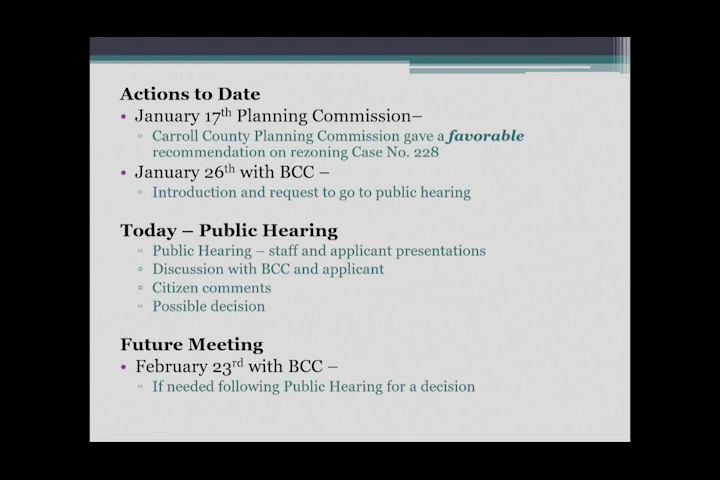 Actions to Date
• January 17th Planning Commission–
▫ Carroll County Planning Commission gave a favorable
recommendation on rezoning Case No. 228
• January 26th with BCC –
▫ Introduction and request to go to public hearing
Today – Public Hearing
▫ Public Hearing – staff and applicant presentations
▫ Discussion with BCC and applicant
▫ Citizen comments
▫ Possible decision
Future Meeting
• February 23rd with BCC –
▫ If needed following Public Hearing for a decision